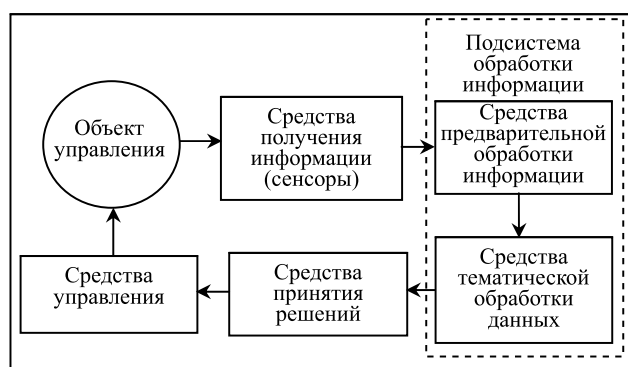 Подсистема
обработки
информации
Объект
управления
Средства
получения
информации
(сенсоры)
Средства
предварительной
обработки
информации
Средства
управления
Средства
принятия
решений
Средства
тематической
обработки
данных